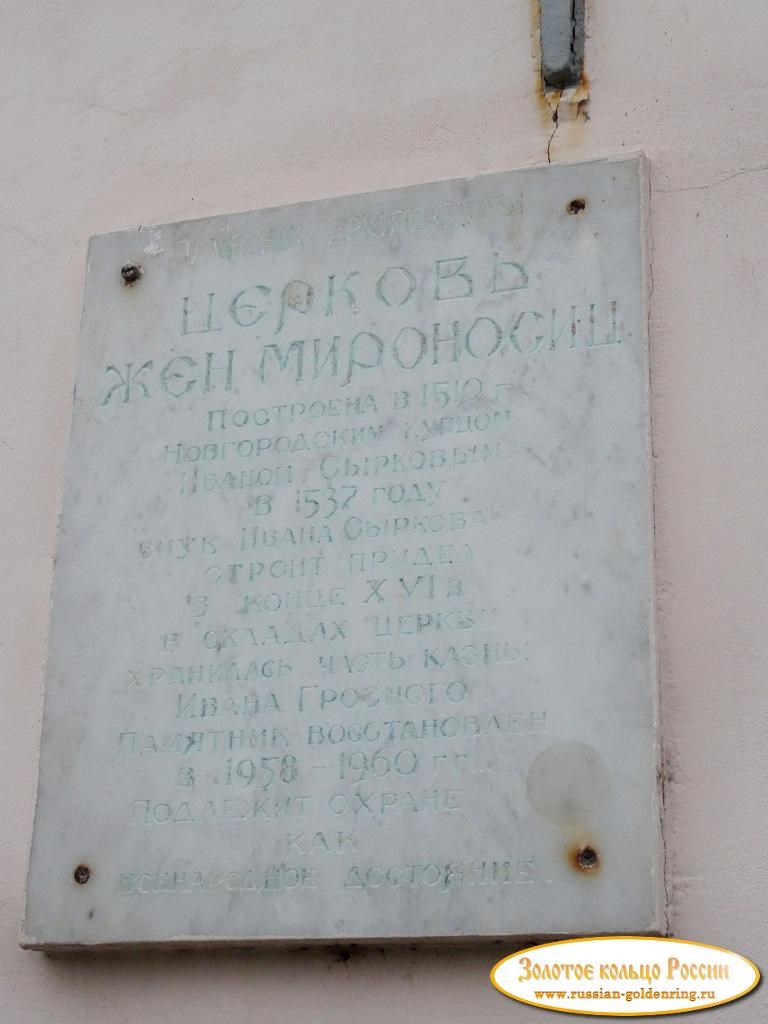 ПАМЯТНИК АРХИТЕКТУРЫ
ЦЕРКОВЬ
ЖЕН МИРОНОСИЦ
ПОСТРОЕНА В 1510 Г
НОВГОРОДСКИМ КУПЦОМ
ИВАНОМ СЫРКОВЫМ.
В 1537 ГОДУ
ВНУК ИВАНА СЫРКОВА
СТРОИТ ПРИДЕЛ.
В КОНЦЕ XVI В
В СКЛАДАХ ЦЕРКВИ
ХРАНИЛАСЬ ЧАСТЬ КАЗНЫ
ИВАНА ГРОЗНОГО.
ПАМЯТНИК ВОССТАНОВЛЕН
В 1958 – 1960 ГГ.
ПОДЛЕЖИТ ОХРАНЕ
КАК
ВСЕНАРОДНОЕ ДОСТОЯНИЕ.
Золотое кольцо России
www.russian-goldenring.ru